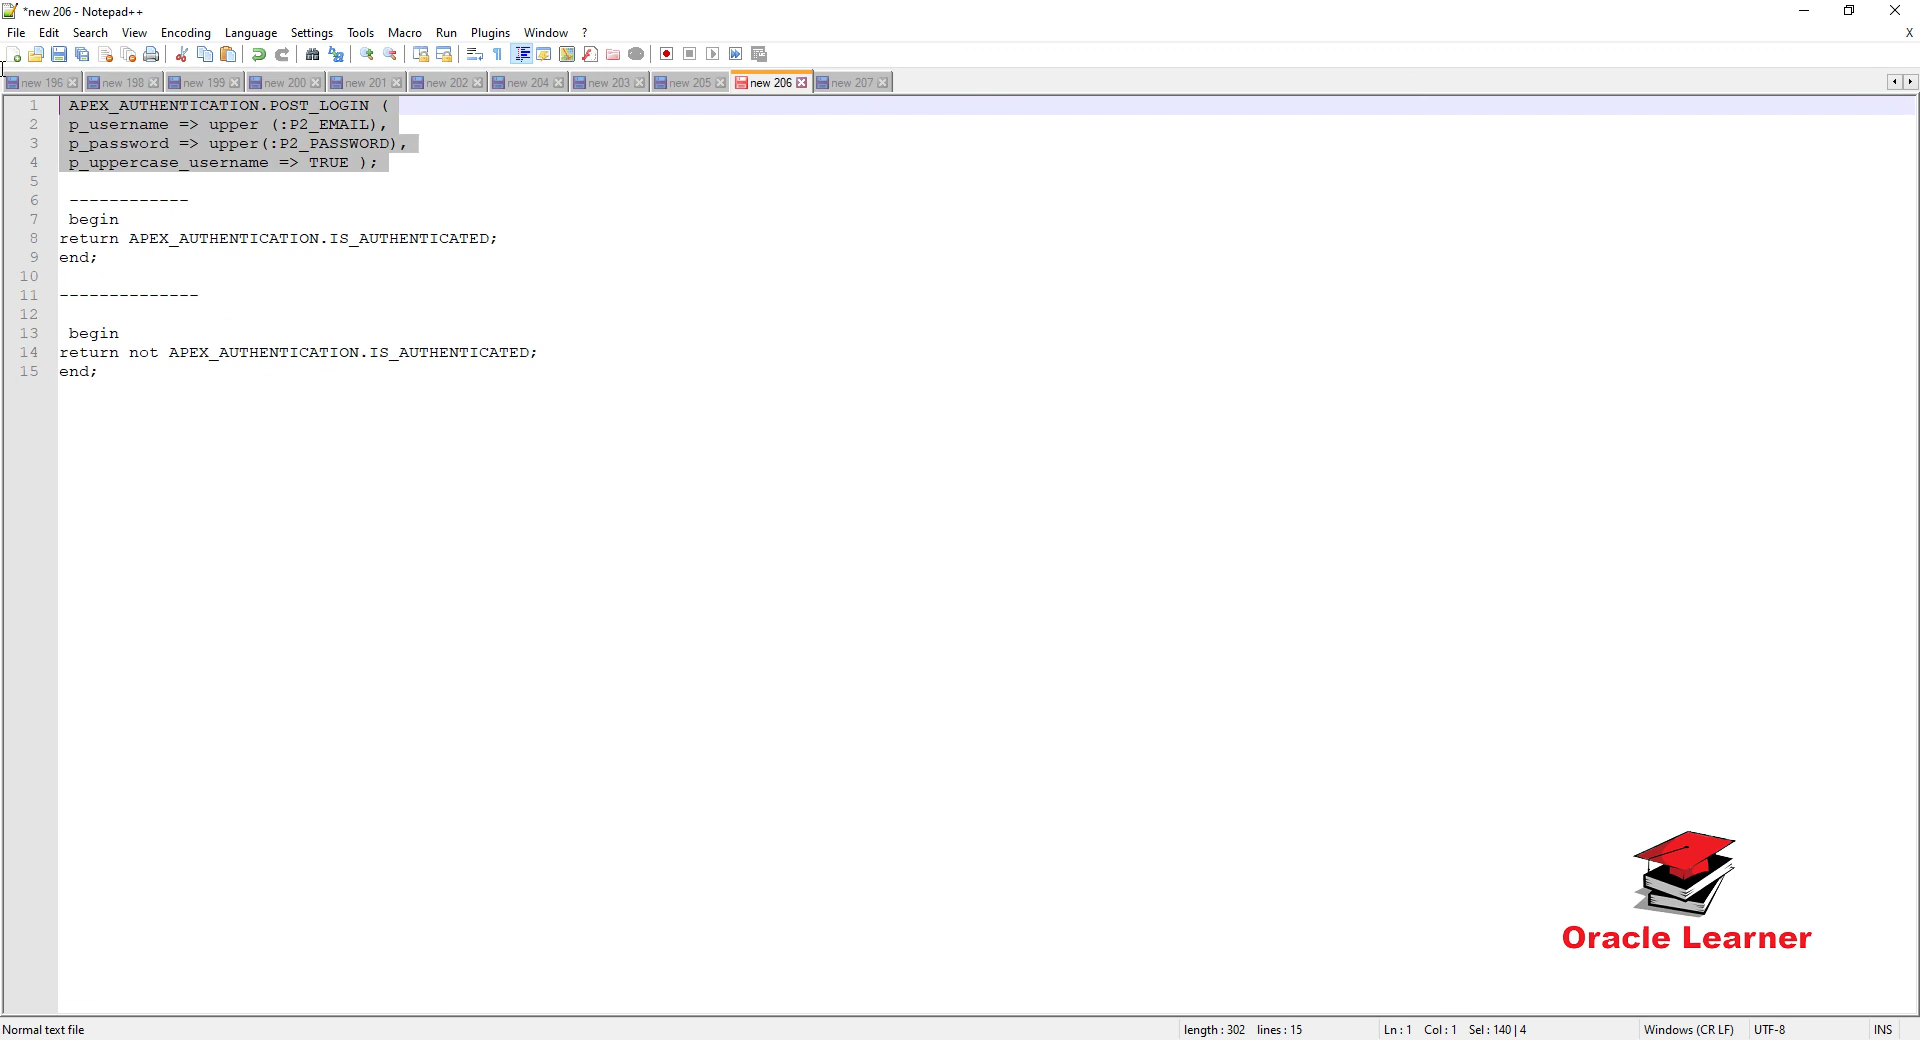 *new 206 - Notepad++
File Edit Search View Encoding Language Settings Tools Macro Run Plugins Window ? X
new 196 new 198 new 199 new 200 new 201 new 202 new 204 new 203 new 205 new 206 new 207
1 APEX_AUTHENTICATION.POST_LOGIN (
2 p_username => upper (:P2_EMAIL),
3 p_password => upper(:P2_PASSWORD),
4 p_uppercase_username => TRUE );
5
6 ------------
7 begin
8 return APEX_AUTHENTICATION.IS_AUTHENTICATED;
9 end;
10
11 --------------
12
13 begin
14 return not APEX_AUTHENTICATION.IS_AUTHENTICATED;
15 end;
Oracle Learner
Normal text file length : 302 lines : 15 Ln : 1 Col : 1 Sel : 140 | 4 Windows (CR LF) UTF-8 INS